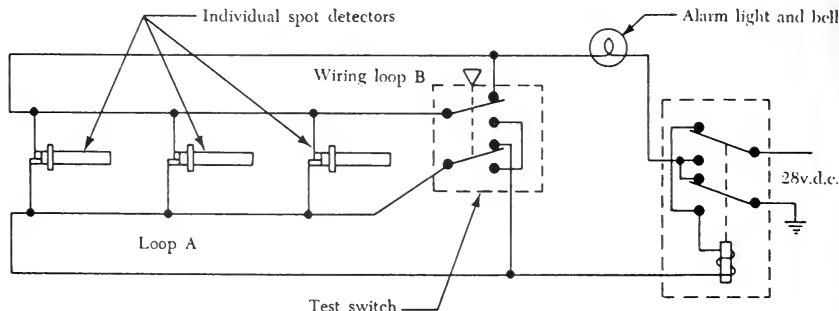 Individual spot detectors
Alarm light and bell
Wiring loop B
28v.d.c.
Loop A
Test switch